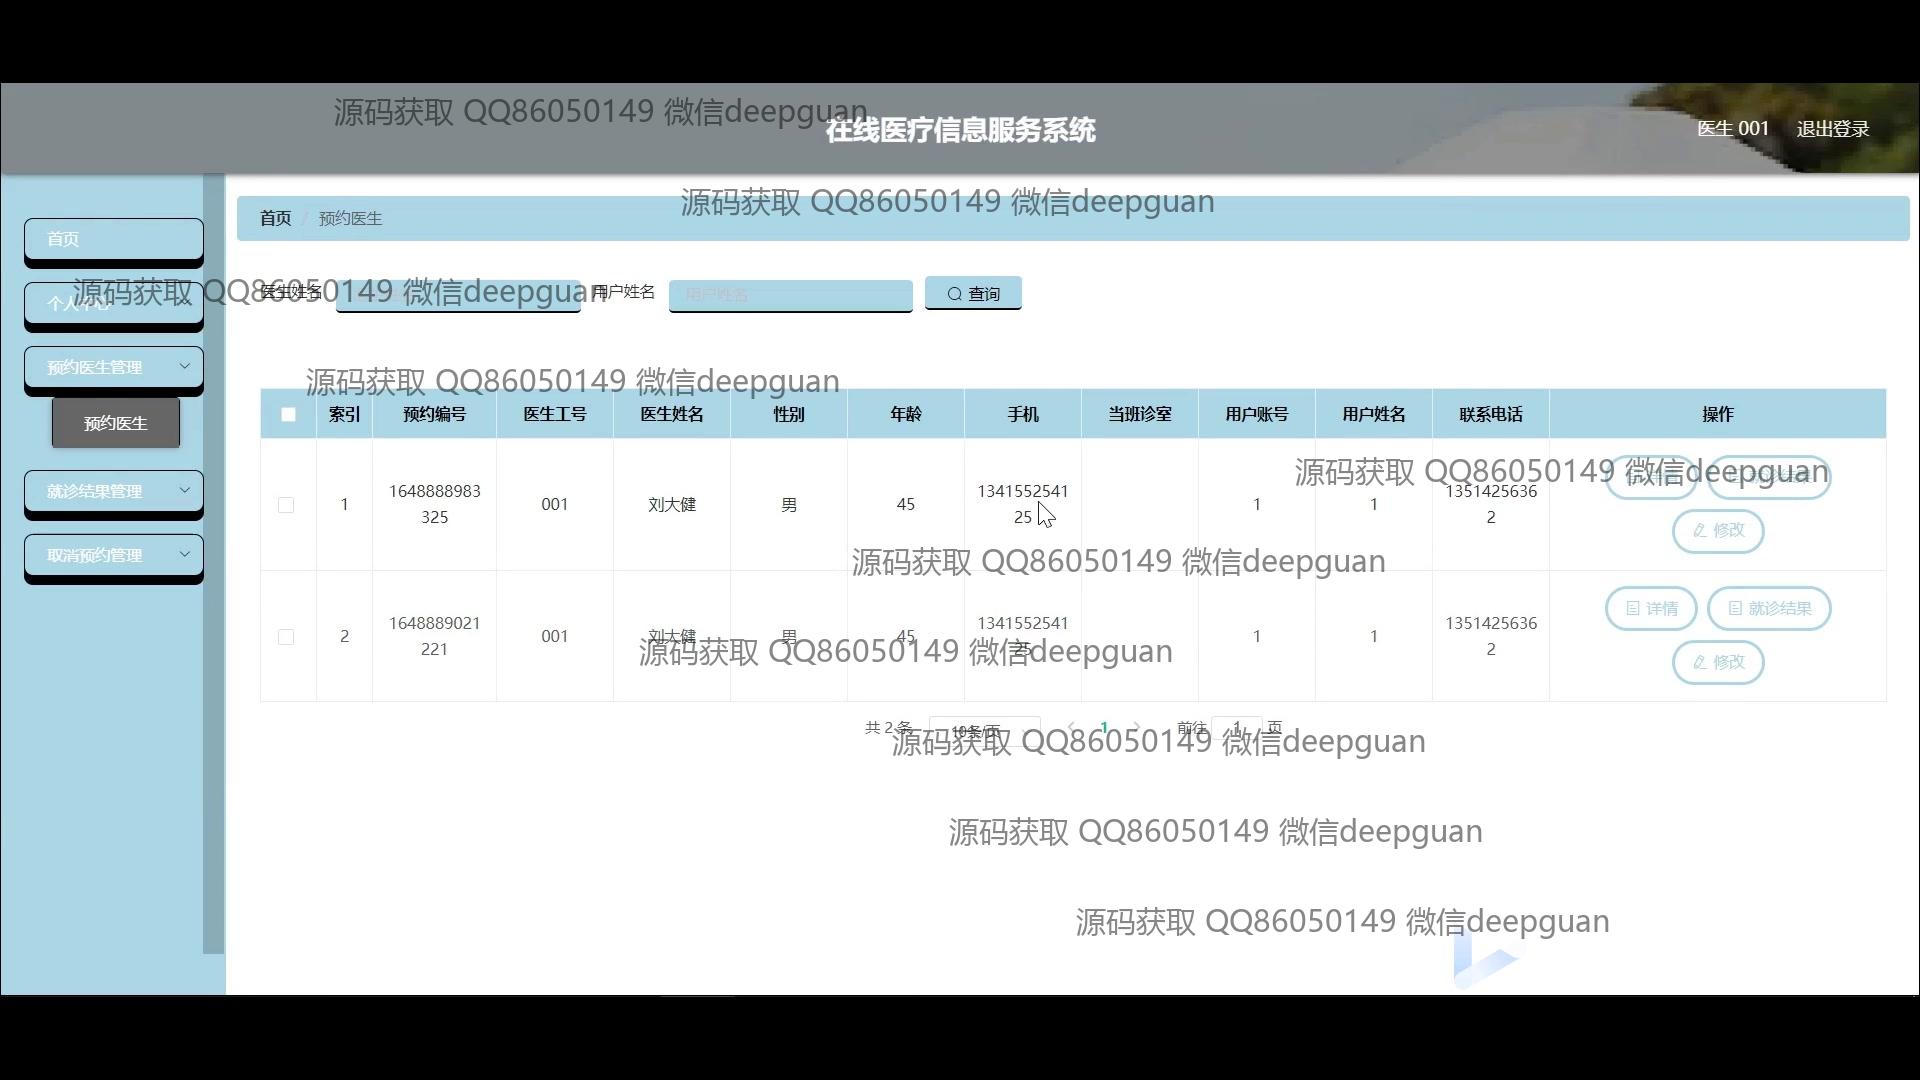 源码获取 QQ86050149 微信deepguan
在线医疗信息服务系统
医生 001 退出登录
源码获取 QQ86050149 微信deepguan
首页 / 预约医生
首页
源码获取 QQ86050149 微信deepguan
个人中心
医生姓名
用户姓名 用户姓名 查询
预约医生管理
预约医生
就诊结果管理
取消预约管理
源码获取 QQ86050149 微信deepguan
索引 预约编号 医生工号 医生姓名 性别 年龄 手机 当班诊室 用户账号 用户姓名 联系电话 操作
源码获取 QQ86050149 微信deepguan
1 1648888983325 001 刘大健 男 45 134155254125 1 1 13514256362
修改
源码获取 QQ86050149 微信deepguan
2 1648889021221 001 刘大健 男 45 134155254125 1 1 13514256362
详情 就诊结果
修改
源码获取 QQ86050149 微信deepguan
共 2 条 10条/页 1 前往 1 页
源码获取 QQ86050149 微信deepguan
源码获取 QQ86050149 微信deepguan
源码获取 QQ86050149 微信deepguan